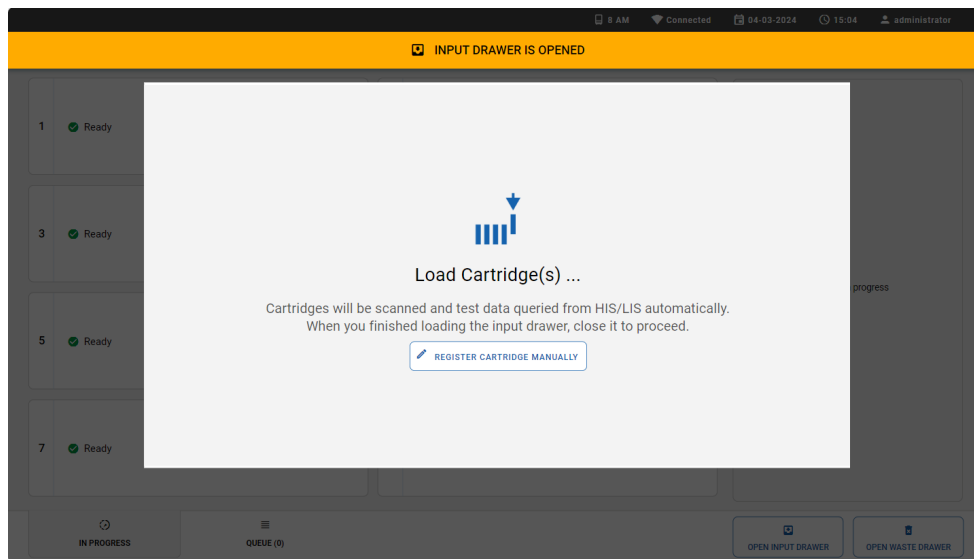 8 AM Connected 04-03-2024 15:04 administrator
INPUT DRAWER IS OPENED
1 Ready
3 Ready
progress
5 Ready
7 Ready
Load Cartridge(s) ...
Cartridges will be scanned and test data queried from HIS/LIS automatically.
When you finished loading the input drawer, close it to proceed.
REGISTER CARTRIDGE MANUALLY
IN PROGRESS
QUEUE (0)
OPEN INPUT DRAWER
OPEN WASTE DRAWER